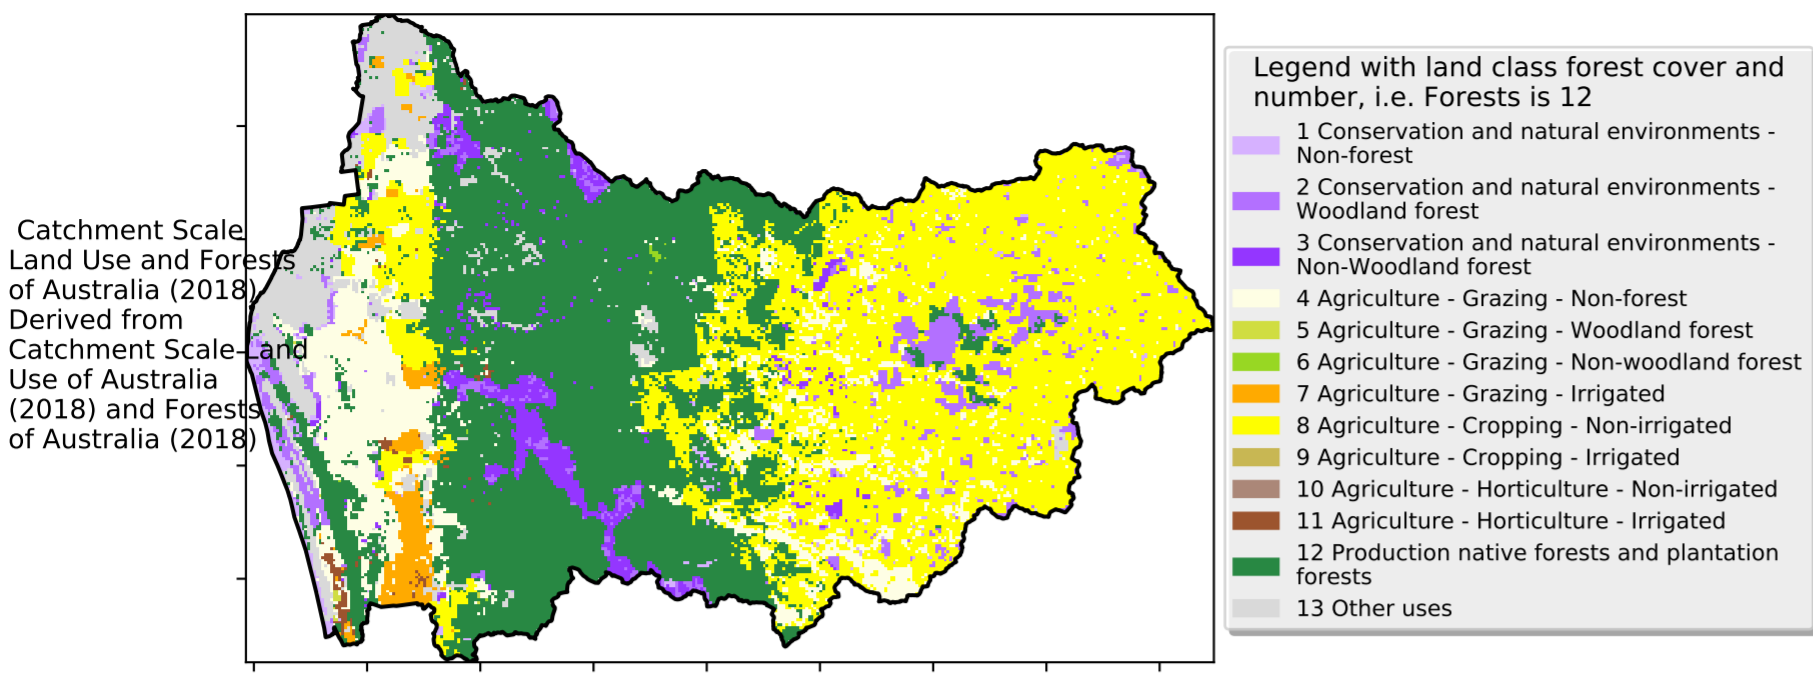 Catchment Scale
Land Use and Forests
of Australia (2018)
Derived from
Catchment Scale Land
Use of Australia
(2018) and Forests
of Australia (2018)
Legend with land class forest cover and
number, i.e. Forests is 12
1 Conservation and natural environments -
Non-forest
2 Conservation and natural environments -
Woodland forest
3 Conservation and natural environments -
Non-Woodland forest
4 Agriculture - Grazing - Non-forest
5 Agriculture - Grazing - Woodland forest
6 Agriculture - Grazing - Non-woodland forest
7 Agriculture - Grazing - Irrigated
8 Agriculture - Cropping - Non-irrigated
9 Agriculture - Cropping - Irrigated
10 Agriculture - Horticulture - Non-irrigated
11 Agriculture - Horticulture - Irrigated
12 Production native forests and plantation
forests
13 Other uses